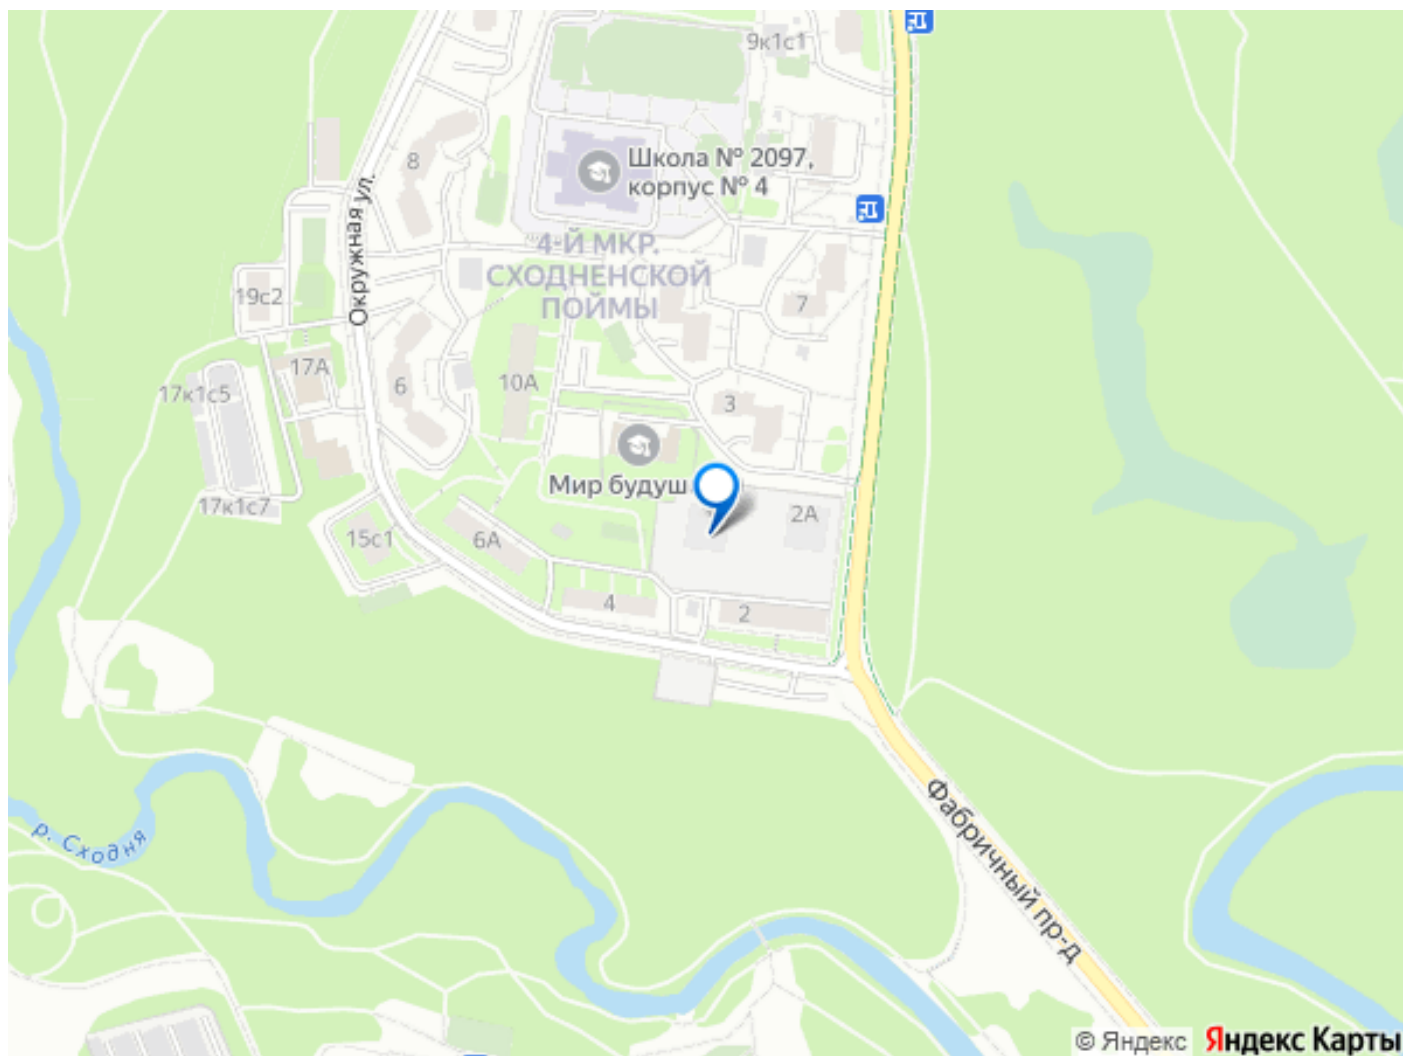 9к1с1
8
Школа № 2097,
корпус № 4
Окружная ул.
4-Й МКР.
СХОДНЕНСКОЙ
ПОЙМЫ
19с2
7
17А
17к1с5
6
10А
3
Мир будущ
17к1с7
2А
15с1
6А
4
2
Фабричный пр-д
р. Сходня
© Яндекс Яндекс Карты